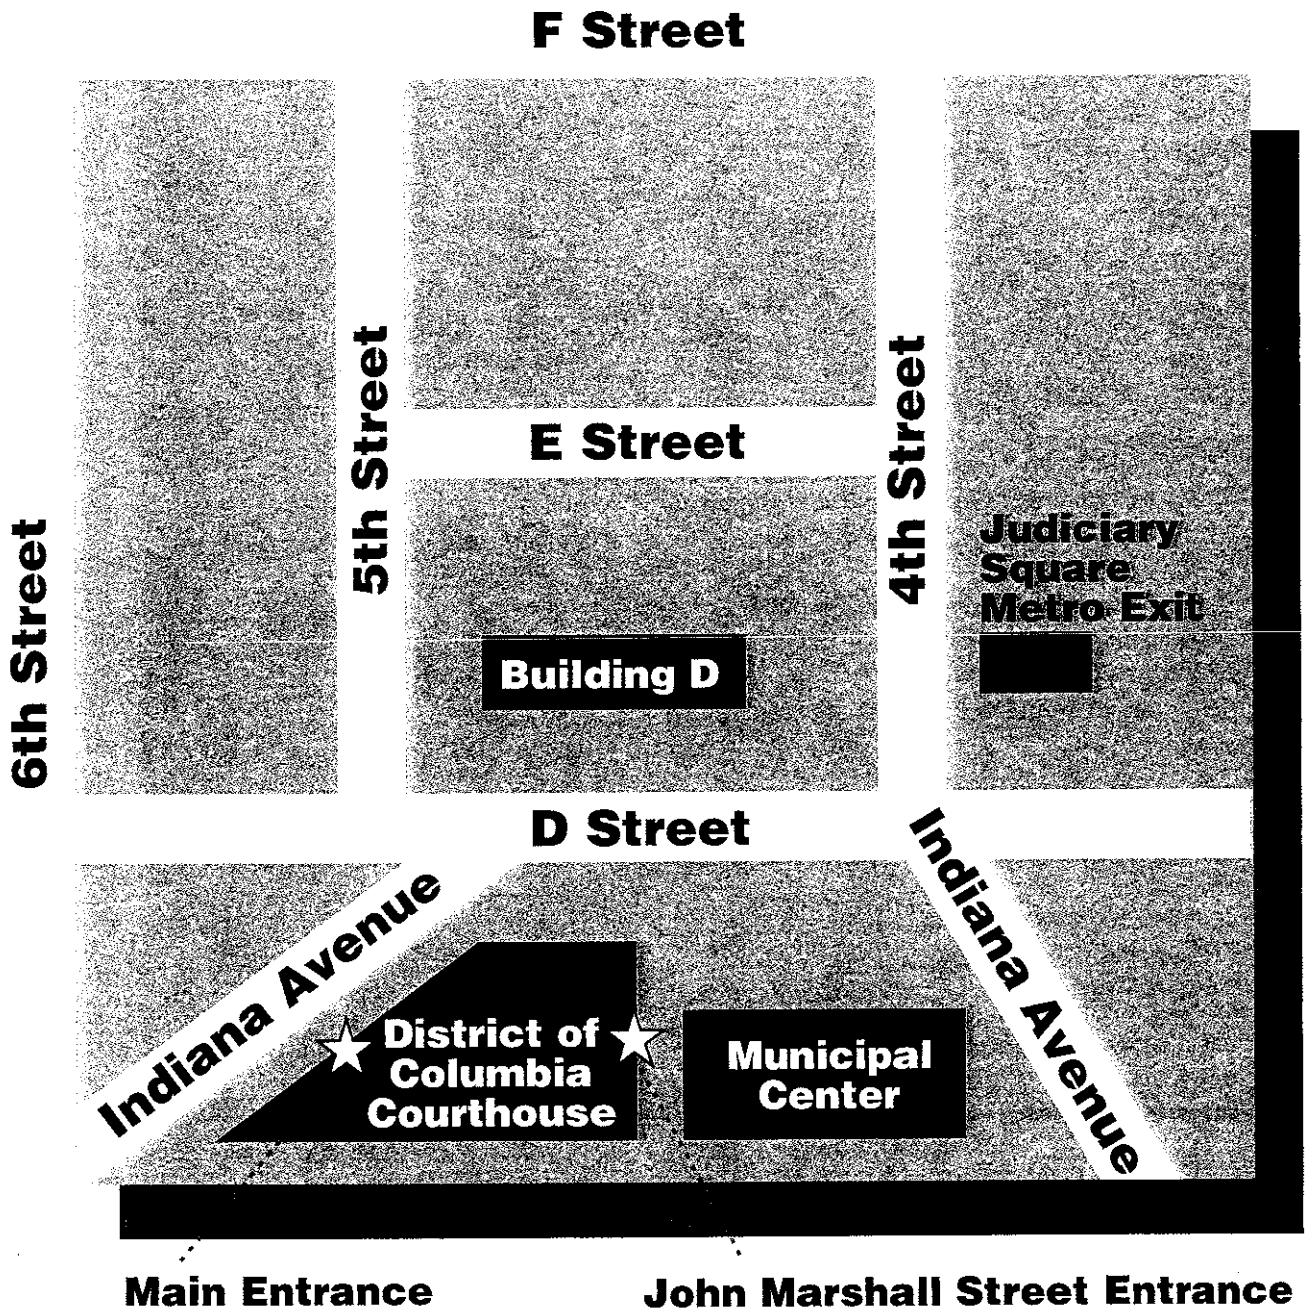 F Street
5th Street
4th Street
E Street
6th Street
Judiciary
Square
Metro Exit
Building D
D Street
Indiana Avenue
Indiana Avenue
District of
Columbia
Courthouse
Municipal
Center
Main Entrance
John Marshall Street Entrance